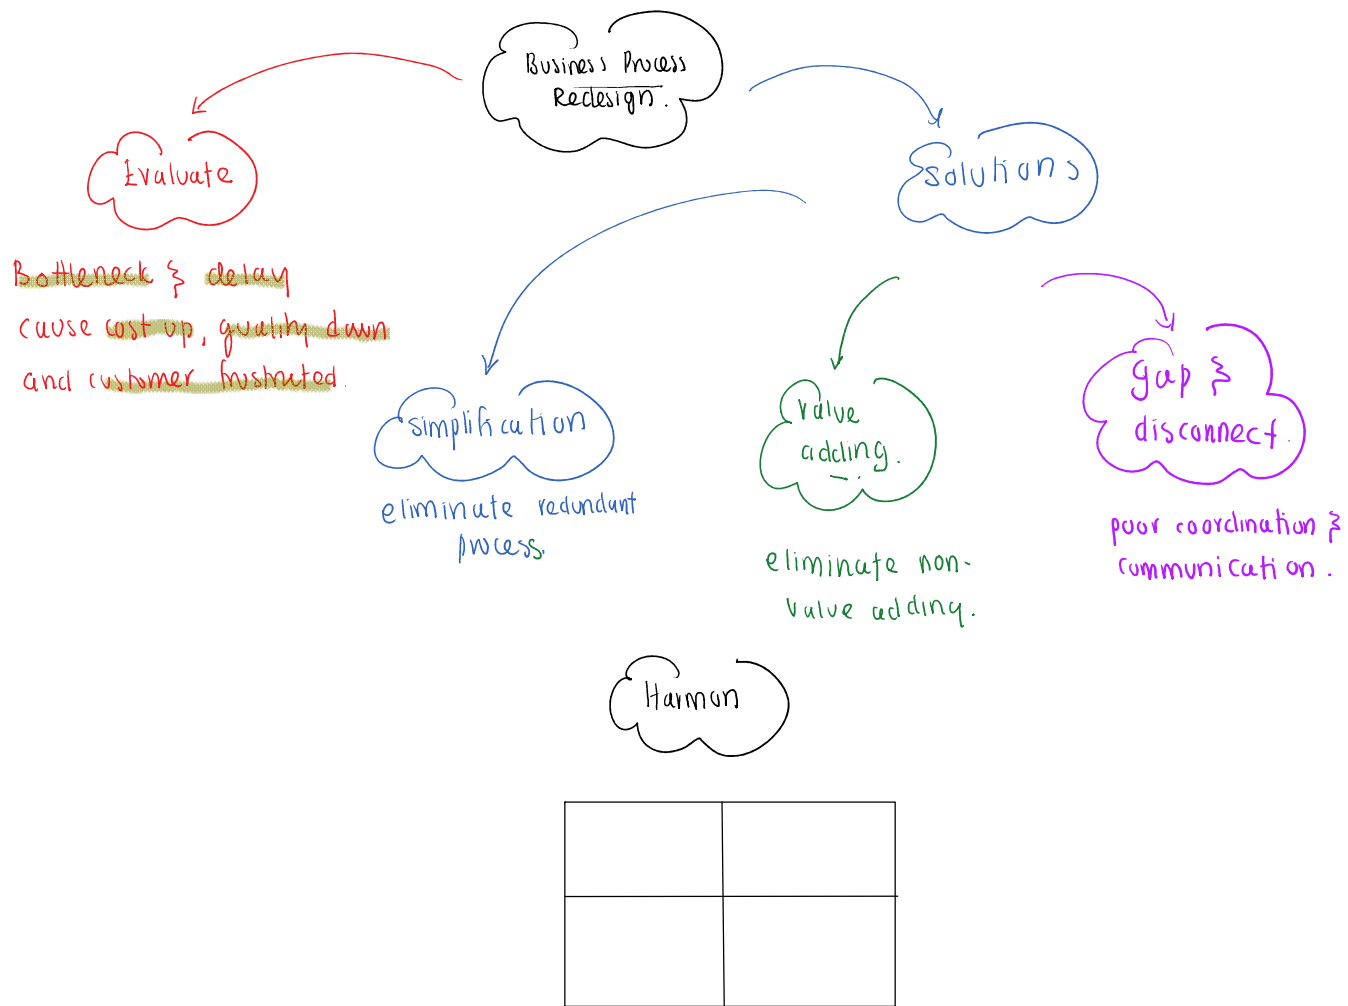 Business Process
Redesign.
Evaluate
Bottleneck & delay
cause cost up, quality down
and customer frustrated.
Solutions
simplification
eliminate redundant
process.
value
adding.
eliminate non-
value adding.
gap &
disconnect.
poor coordination &
communication.
Harmon